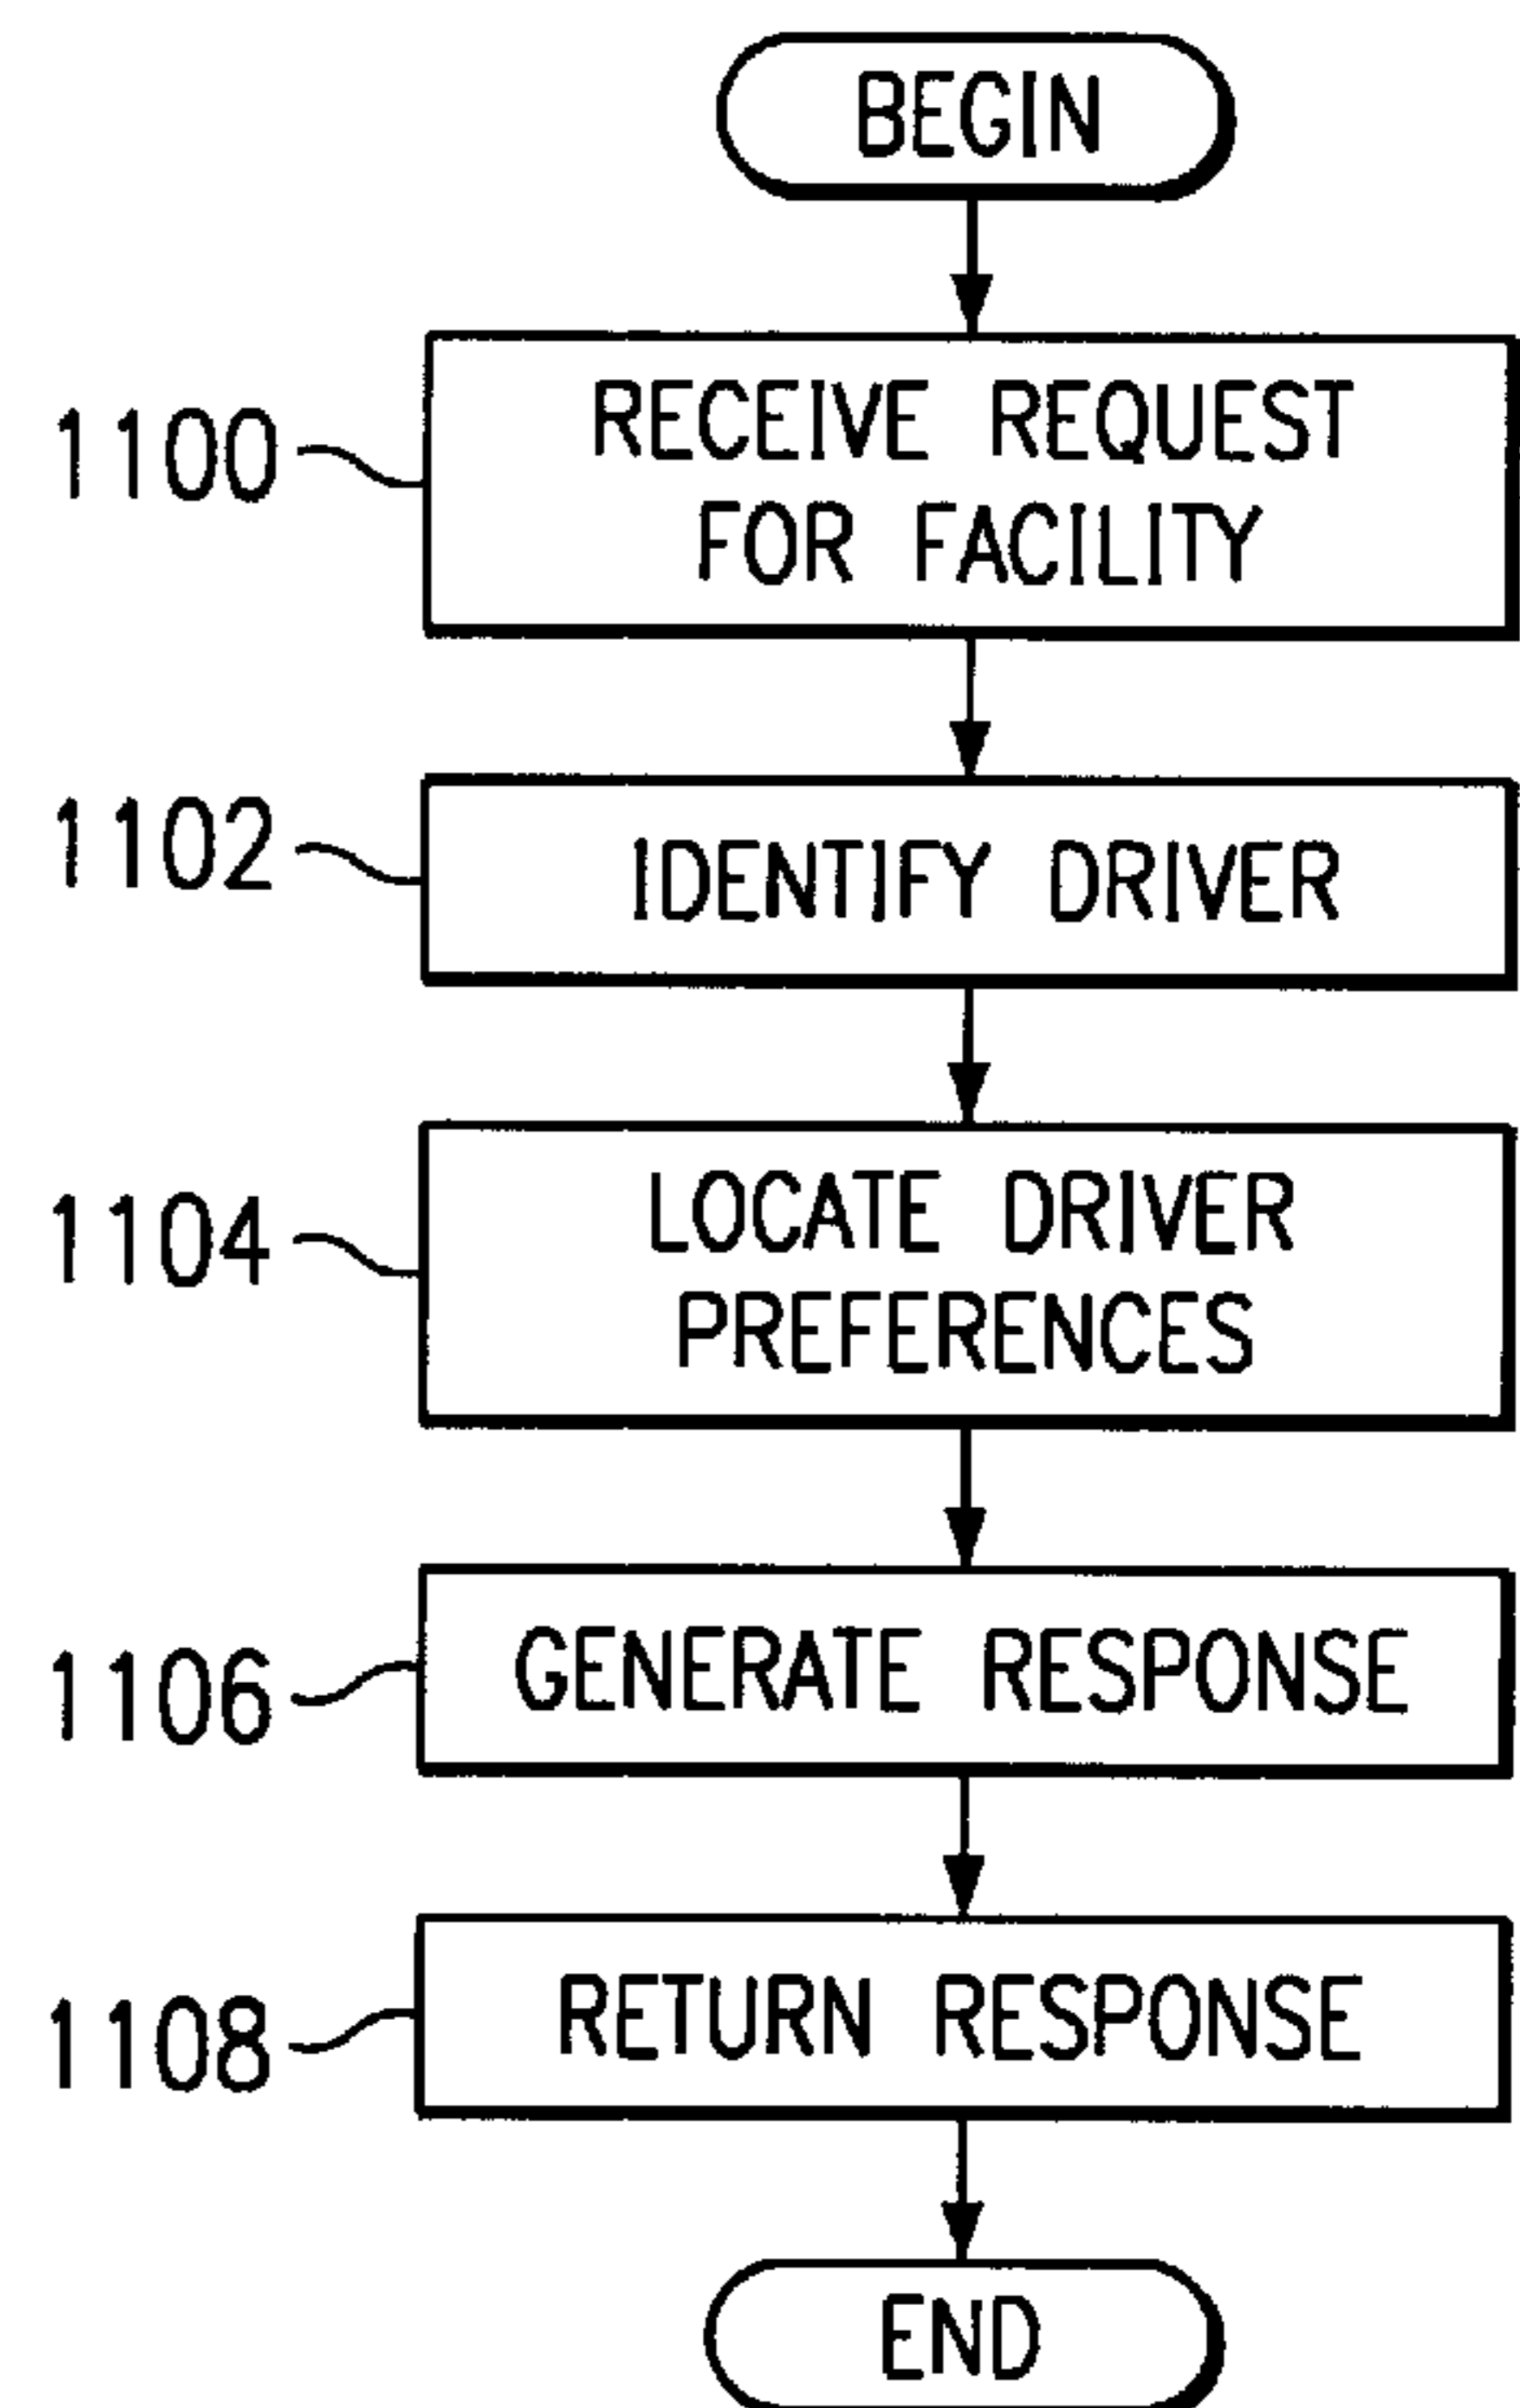 BEGIN
1100
RECEIVE REQUEST
FOR FACILITY
1102
IDENTIFY DRIVER
1104
LOCATE DRIVER
PREFERENCES
1106
GENERATE RESPONSE
1108
RETURN RESPONSE
END